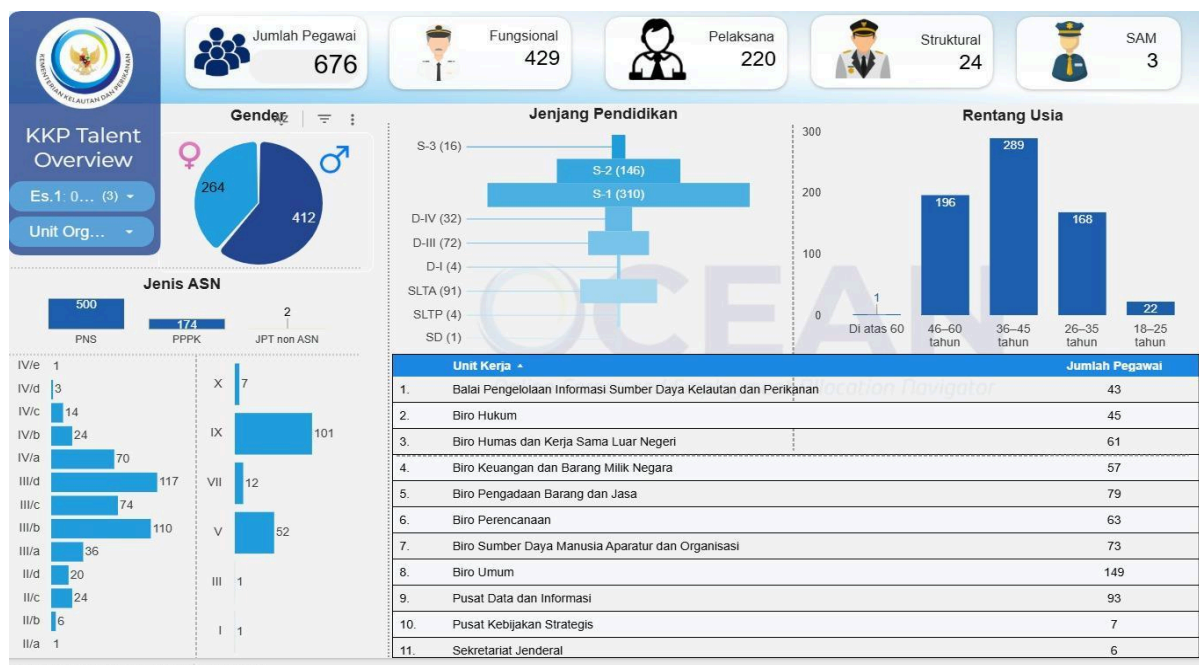 KEMENTERIAN KELAUTAN DAN PERIKANAN
KKP Talent
Overview
Es.1: 0... (3)
Unit Org...
Jumlah Pegawai
676
Fungsional
429
Pelaksana
220
Struktural
24
SAM
3
Gender
264
412
Jenis ASN
500
174
2
PNS
PPPK
JPT non ASN
IV/e 1
IV/d 3
IV/c 14
IV/b 24
IV/a 70
III/d 117
III/c 74
III/b 110
III/a 36
II/d 20
II/c 24
II/b 6
II/a 1
X 7
IX 101
VII 12
V 52
III 1
I 1
Jenjang Pendidikan
S-3 (16)
S-2 (146)
S-1 (310)
D-IV (32)
D-III (72)
D-I (4)
SLTA (91)
SLTP (4)
SD (1)
Rentang Usia
300
200
100
0
1
196
289
168
22
Di atas 60
46–60 tahun
36–45 tahun
26–35 tahun
18–25 tahun
OCEAN
Allocation Navigator
Unit Kerja Jumlah Pegawai
1. Balai Pengelolaan Informasi Sumber Daya Kelautan dan Perikanan 43
2. Biro Hukum 45
3. Biro Humas dan Kerja Sama Luar Negeri 61
4. Biro Keuangan dan Barang Milik Negara 57
5. Biro Pengadaan Barang dan Jasa 79
6. Biro Perencanaan 63
7. Biro Sumber Daya Manusia Aparatur dan Organisasi 73
8. Biro Umum 149
9. Pusat Data dan Informasi 93
10. Pusat Kebijakan Strategis 7
11. Sekretariat Jenderal 6